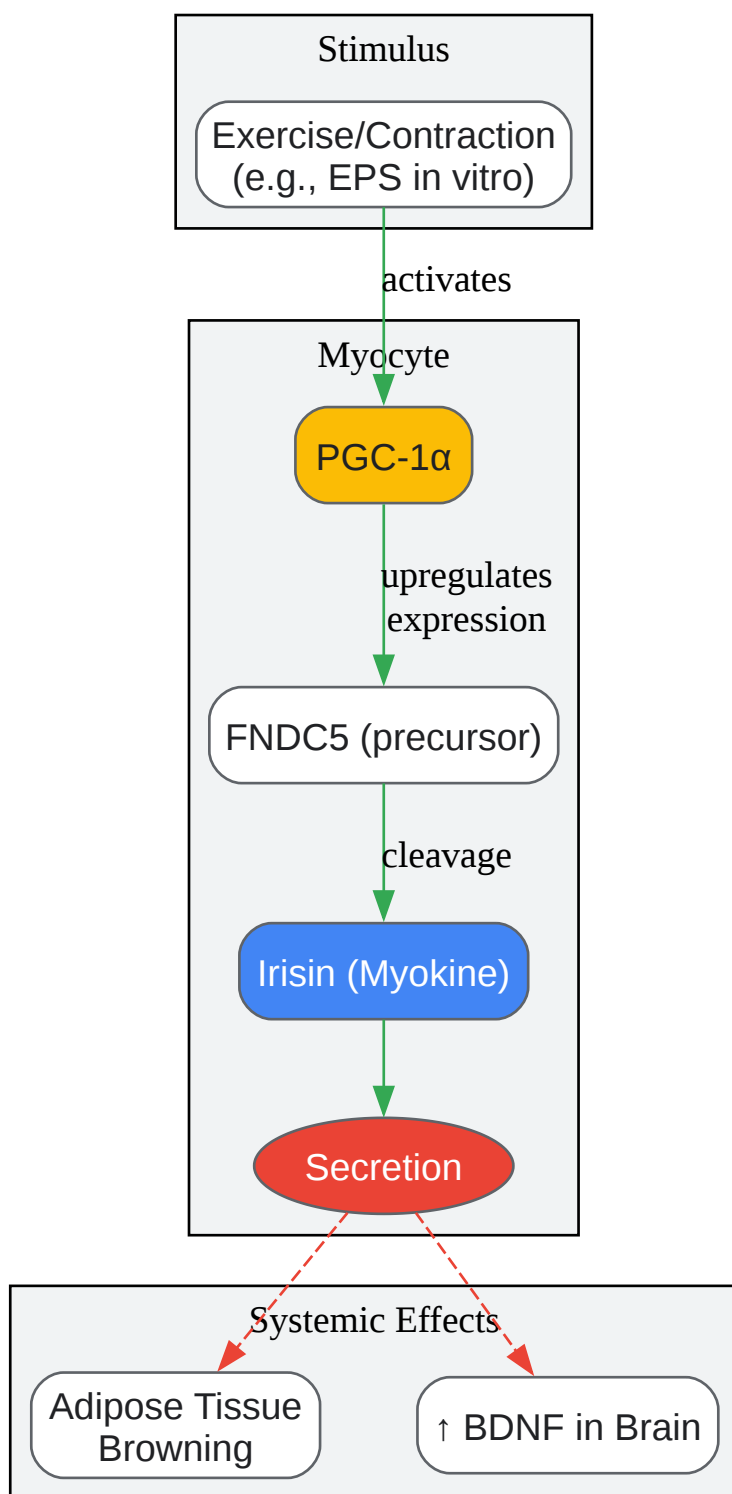 Stimulus
Exercise/Contraction
(e.g., EPS in vitro)
activates
Myocyte
PGC-1α
upregulates
expression
FNDC5 (precursor)
cleavage
Irisin (Myokine)
Secretion
Systemic Effects
Adipose Tissue
Browning
↑ BDNF in Brain